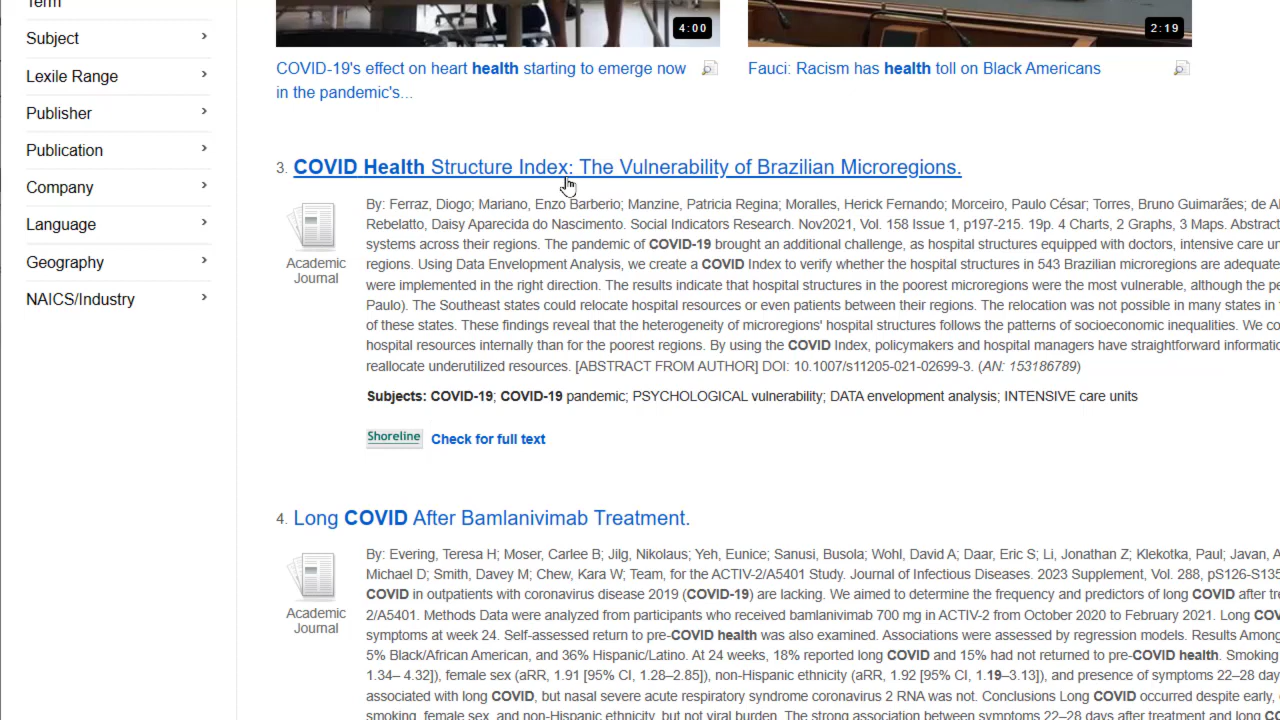 Term
Subject
Lexile Range
Publisher
Publication
Company
Language
Geography
NAICS/Industry
4:00
2:19
COVID-19's effect on heart health starting to emerge now
in the pandemic's...
Fauci: Racism has health toll on Black Americans
3. COVID Health Structure Index: The Vulnerability of Brazilian Microregions.
Academic
Journal
By: Ferraz, Diogo; Mariano, Enzo Barberio; Manzine, Patricia Regina; Moralles, Herick Fernando; Morceiro, Paulo César; Torres, Bruno Guimarães; de
Rebelatto, Daisy Aparecida do Nascimento. Social Indicators Research. Nov2021, Vol. 158 Issue 1, p197-215. 19p. 4 Charts, 2 Graphs, 3 Maps. Abstract
systems across their regions. The pandemic of COVID-19 brought an additional challenge, as hospital structures equipped with doctors, intensive care
regions. Using Data Envelopment Analysis, we create a COVID Index to verify whether the hospital structures in 543 Brazilian microregions are adequate
were implemented in the right direction. The results indicate that hospital structures in the poorest microregions were the most vulnerable, although the
Paulo). The Southeast states could relocate hospital resources or even patients between their regions. The relocation was not possible in many states in
of these states. These findings reveal that the heterogeneity of microregions' hospital structures follows the patterns of socioeconomic inequalities. We
hospital resources internally than for the poorest regions. By using the COVID Index, policymakers and hospital managers have straightforward
reallocate underutilized resources. [ABSTRACT FROM AUTHOR] DOI: 10.1007/s11205-021-02699-3. (AN: 153186789)
Subjects: COVID-19; COVID-19 pandemic; PSYCHOLOGICAL vulnerability; DATA envelopment analysis; INTENSIVE care units
Shoreline Check for full text
4. Long COVID After Bamlanivimab Treatment.
Academic
Journal
By: Evering, Teresa H; Moser, Carlee B; Jilg, Nikolaus; Yeh, Eunice; Sanusi, Busola; Wohl, David A; Daar, Eric S; Li, Jonathan Z; Klekotka, Paul; Javan,
Michael D; Smith, Davey M; Chew, Kara W; Team, for the ACTIV-2/A5401 Study. Journal of Infectious Diseases. 2023 Supplement, Vol. 288, pS126-S135
COVID in outpatients with coronavirus disease 2019 (COVID-19) are lacking. We aimed to determine the frequency and predictors of long COVID after
2/A5401. Methods Data were analyzed from participants who received bamlanivimab 700 mg in ACTIV-2 from October 2020 to February 2021. Long
symptoms at week 24. Self-assessed return to pre-COVID health was also examined. Associations were assessed by regression models. Results Among
5% Black/African American, and 36% Hispanic/Latino. At 24 weeks, 18% reported long COVID and 15% had not returned to pre-COVID health. Smoking
1.34– 4.32]), female sex (aRR, 1.91 [95% CI, 1.28–2.85]), non-Hispanic ethnicity (aRR, 1.92 [95% CI, 1.19–3.13]), and presence of symptoms 22–28 day
associated with long COVID, but nasal severe acute respiratory syndrome coronavirus 2 RNA was not. Conclusions Long COVID occurred despite early,
smoking, female sex, and non-Hispanic ethnicity, but not viral burden. The strong association between symptoms 22–28 days after treatment and long